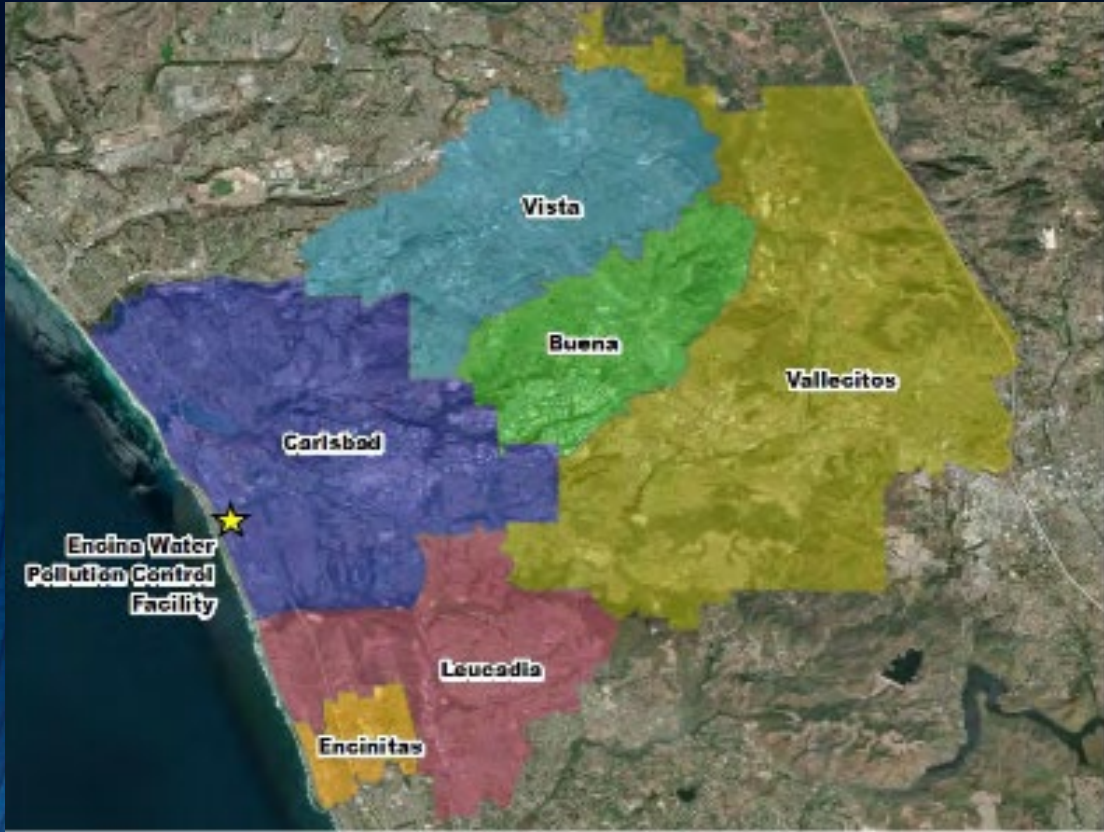 Vista
Buena
Vallecitos
Carlsbad
Encina Water
Pollution Control
Facility
Leucadia
Encinitas